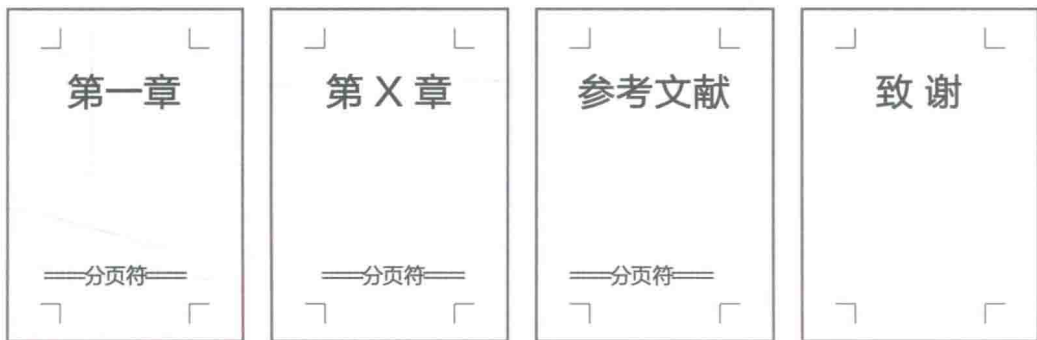 第一章
第 X 章
参考文献
致 谢
===分页符===
===分页符===
===分页符===